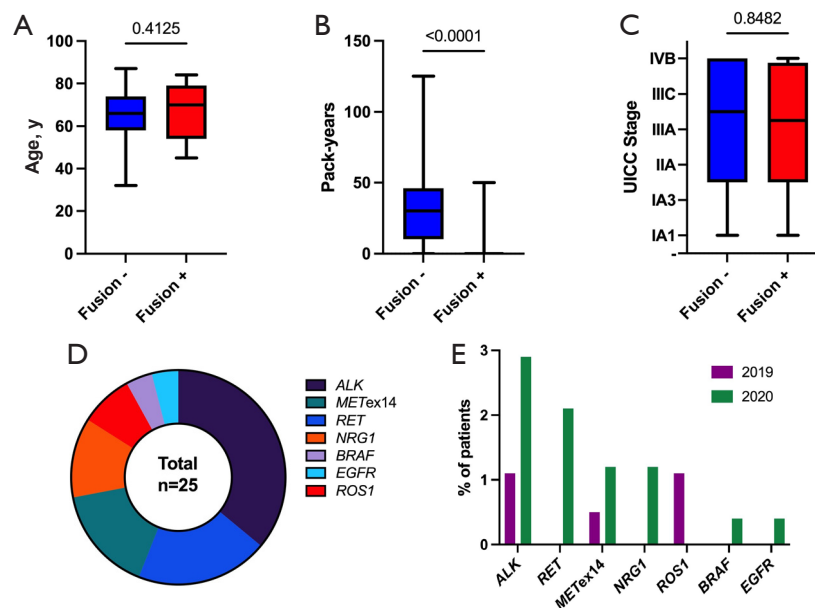 A
0.4125
100
80
60
40
20
0
Age, y
Fusion -
Fusion +
B
<0.0001
150
100
50
0
Pack-years
Fusion -
Fusion +
C
0.8482
IVB
IIIC
IIIA
IIA
IA3
IA1
-
UICC Stage
Fusion -
Fusion +
D
Total
n=25
ALK
METex14
RET
NRG1
BRAF
EGFR
ROS1
E
3
2
1
0
% of patients
2019
2020
ALK
RET
METex14
NRG1
ROS1
BRAF
EGFR